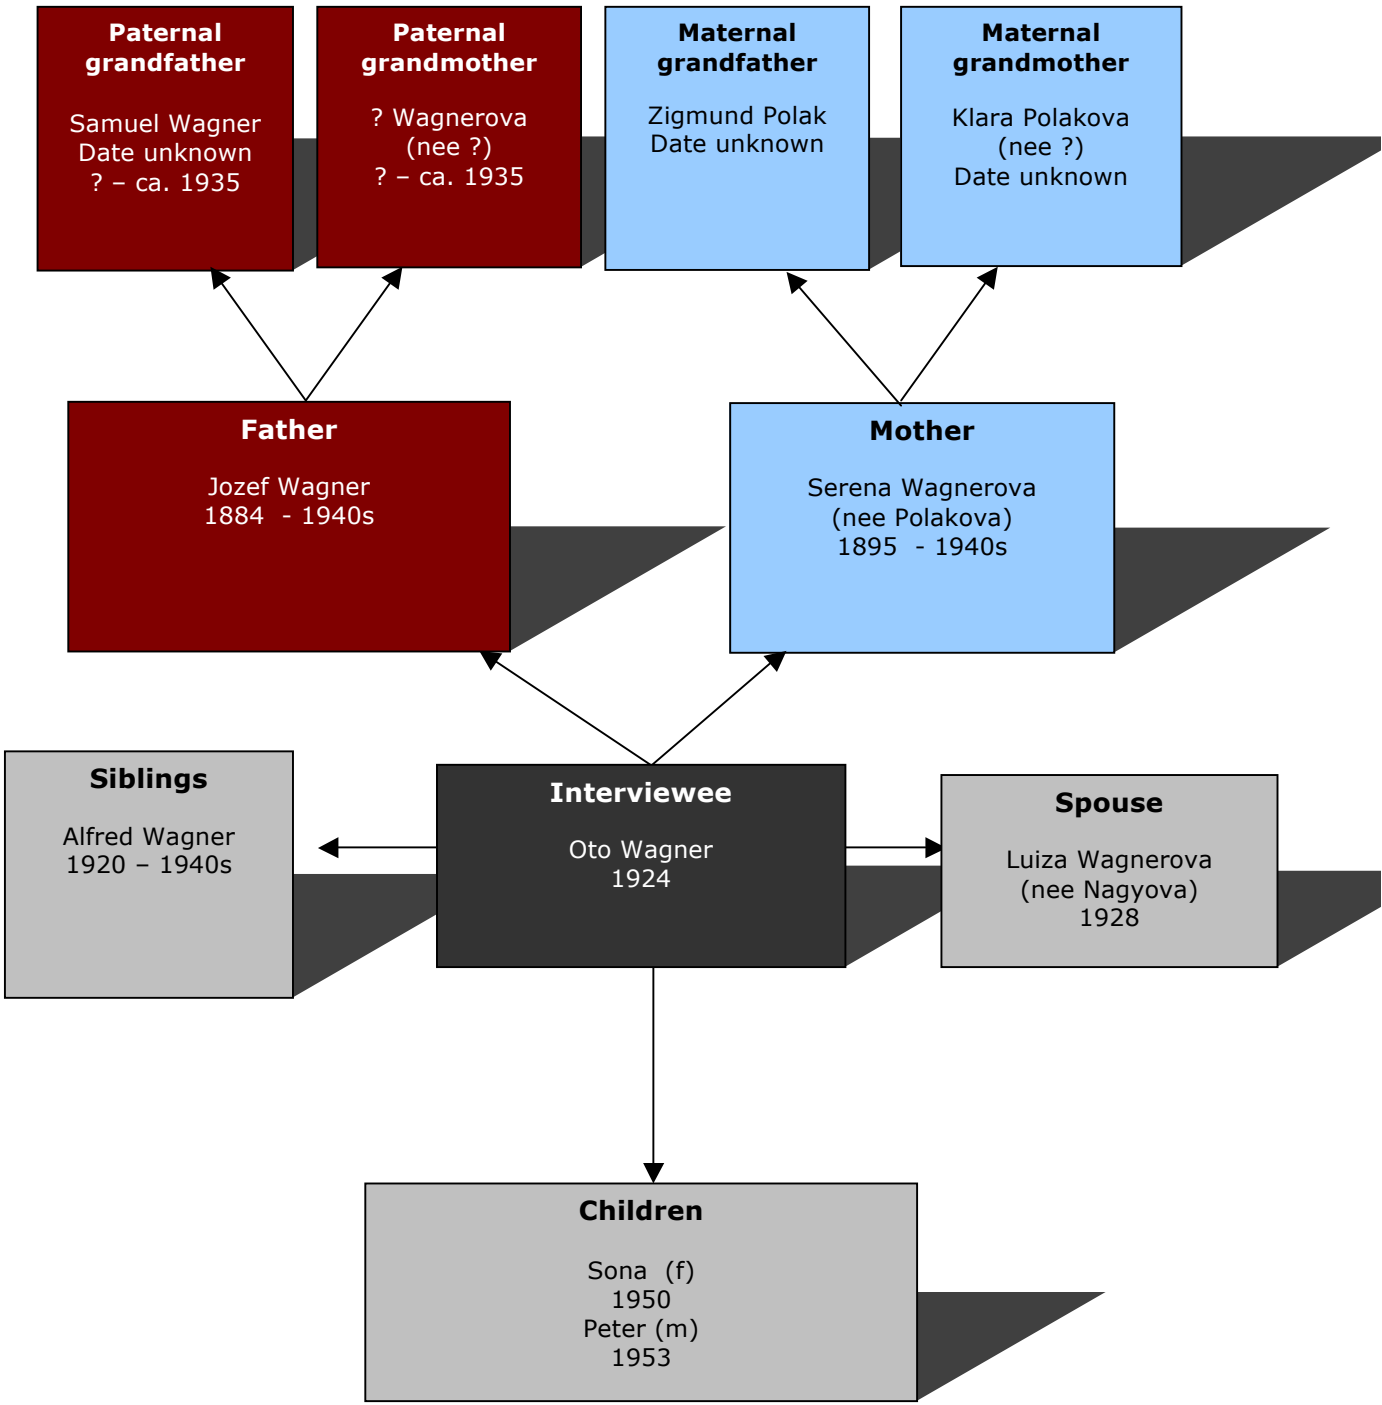 Paternal
grandfather
Samuel Wagner
Date unknown
? – ca. 1935
Paternal
grandmother
? Wagnerova
(nee ?)
? – ca. 1935
Maternal
grandfather
Zigmund Polak
Date unknown
Maternal
grandmother
Klara Polakova
(nee ?)
Date unknown
Father
Jozef Wagner
1884  - 1940s
Mother
Serena Wagnerova
(nee Polakova)
1895  - 1940s
Siblings
Alfred Wagner
1920 – 1940s
Interviewee
Oto Wagner
1924
Spouse
Luiza Wagnerova
(nee Nagyova)
1928
Children
Sona  (f)
1950
Peter (m)
1953